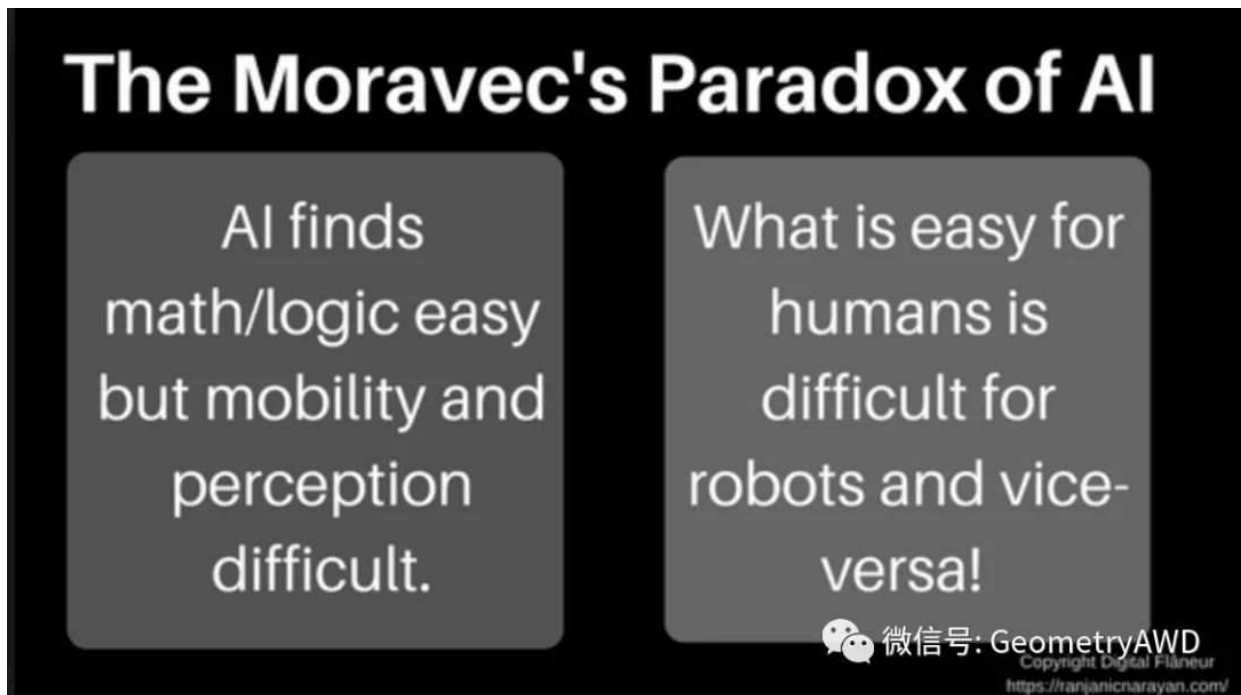 The Moravec's Paradox of AI
AI finds
math/logic easy
but mobility and
perception
difficult.
What is easy for
humans is
difficult for
robots and vice-
versa!
微信号: GeometryAWD
Copyright Digital Flâneur
https://ranjanicnarayan.com/